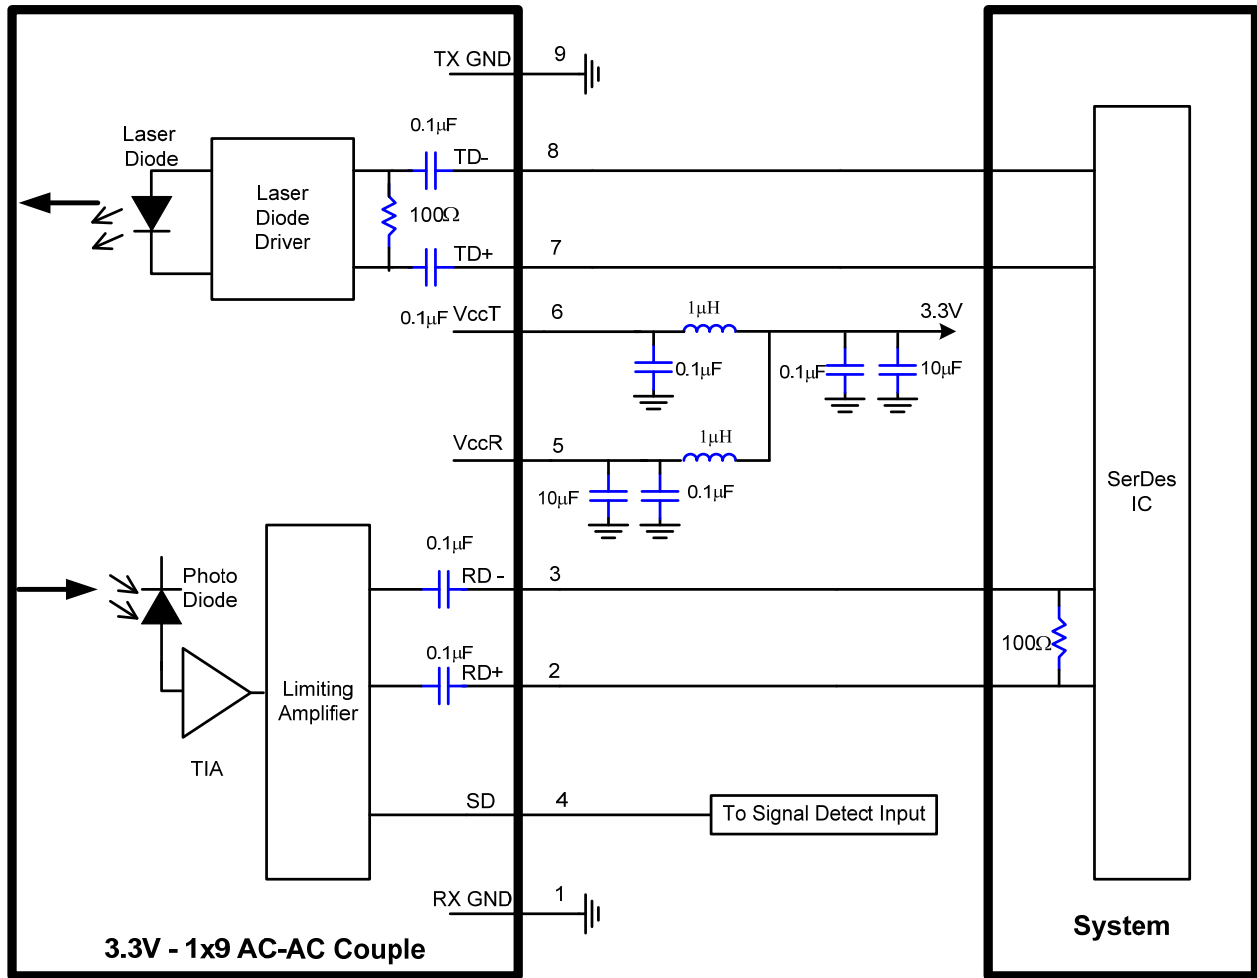 TX GND
9
Laser
Diode
0.1μF
TD-
8
Laser
Diode
Driver
100Ω
TD+
7
0.1μF
VccT
6
1μH
3.3V
0.1μF
0.1μF
10μF
VccR
5
1μH
10μF
0.1μF
SerDes
IC
0.1μF
Photo
Diode
RD -
3
100Ω
0.1μF
RD+
2
Limiting
Amplifier
TIA
SD
4
To Signal Detect Input
RX GND
1
3.3V - 1x9 AC-AC Couple
System